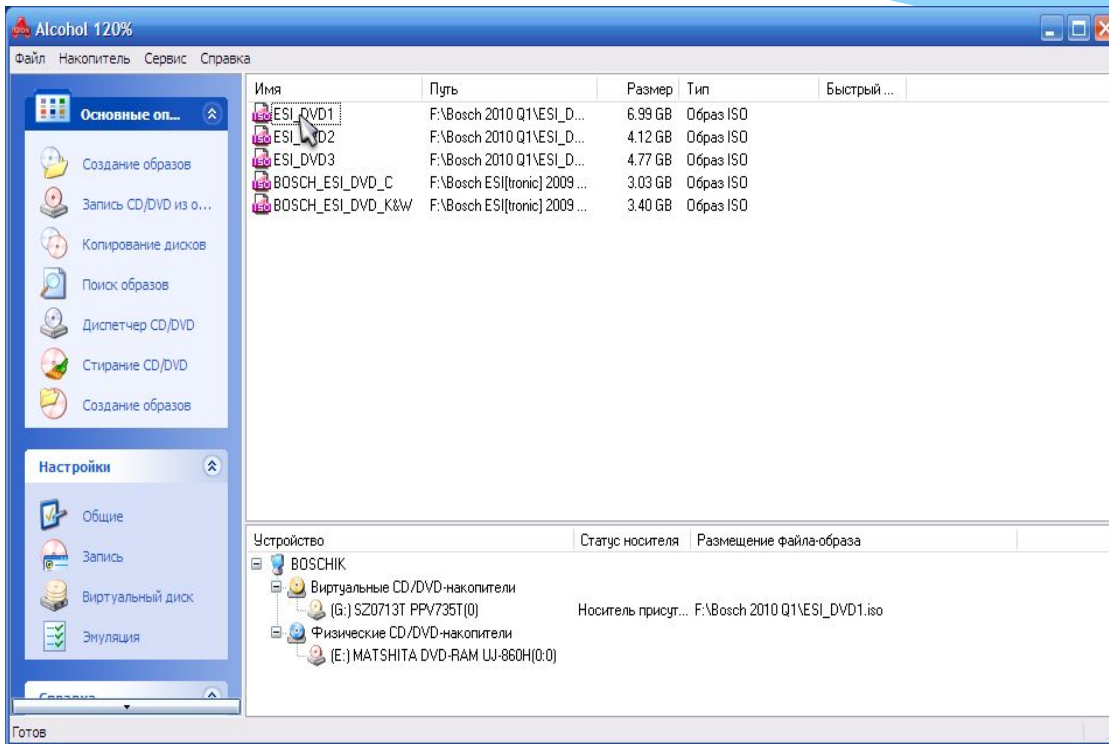 Alcohol 120%
Файл Накопитель Сервис Справка
Основные оп...
Создание образов
Запись CD/DVD из о...
Копирование дисков
Поиск образов
Диспетчер CD/DVD
Стирание CD/DVD
Создание образов
Настройки
Общие
Запись
Виртуальный диск
Эмуляция
Имя Путь Размер Тип Быстрый ...
ESI_DVD1 F:\Bosch 2010 Q1\ESI_D... 6.99 GB Образ ISO
F:\Bosch 2010 Q1\ESI_D... 4.12 GB Образ ISO
ESI_DVD3 F:\Bosch 2010 Q1\ESI_D... 4.77 GB Образ ISO
BOSCH_ESI_DVD_C F:\Bosch ESI[tronic] 2009 ... 3.03 GB Образ ISO
BOSCH_ESI_DVD_K&W F:\Bosch ESI[tronic] 2009 ... 3.40 GB Образ ISO
Устройство Статус носителя Размещение файла-образа
BOSCHIK
Виртуальные CD/DVD-накопители
(G:) SZ0713T PPV735T(0) Носитель присут... F:\Bosch 2010 Q1\ESI_DVD1.iso
Физические CD/DVD-накопители
(E:) MATSHITA DVD-RAM UJ-860H(0:0)
Готов